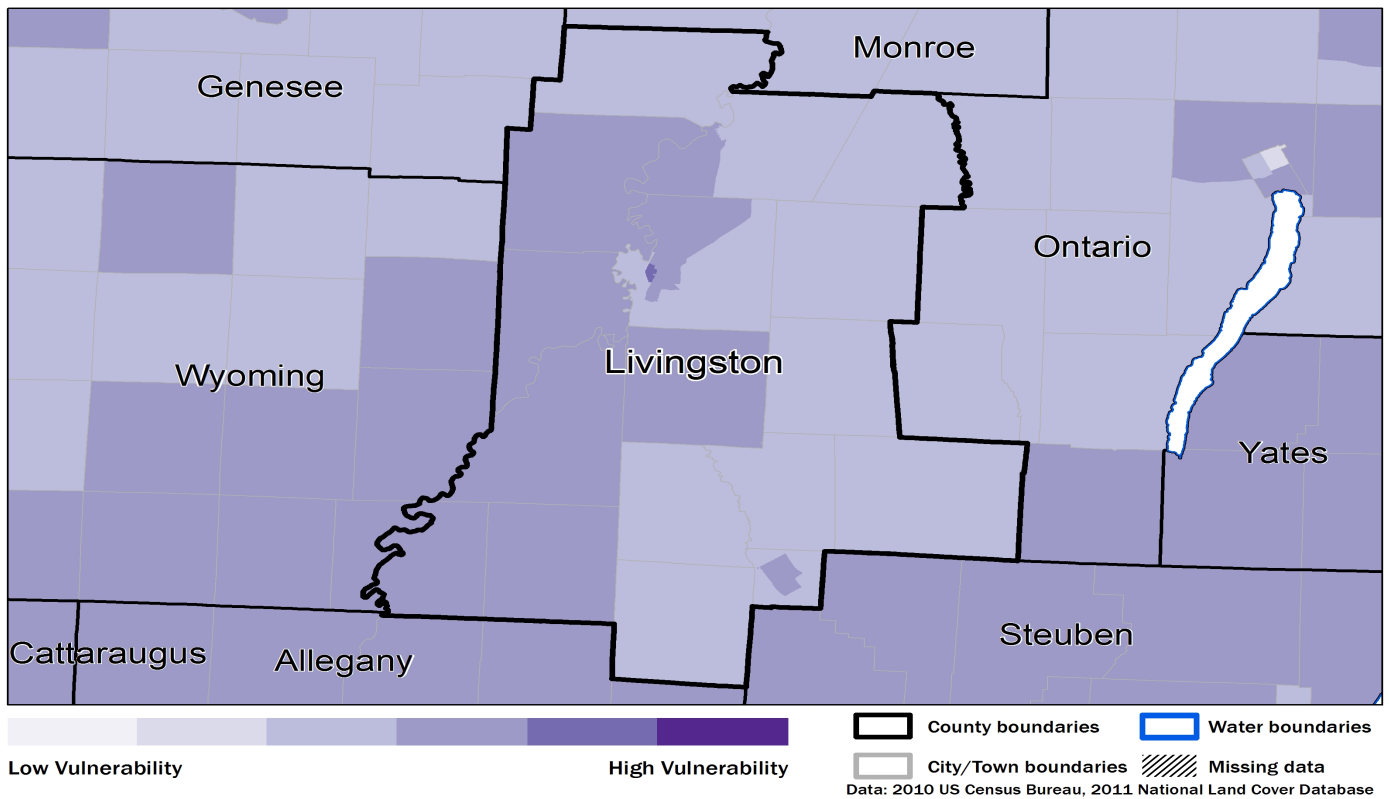 Monroe
Genesee
Ontario
Livingston
Wyoming
Yates
Steuben
Cattaraugus
Allegany
County boundaries
Water boundaries
Low Vulnerability
High Vulnerability
City/Town boundaries
Missing data
Data: 2010 US Census Bureau, 2011 National Land Cover Database